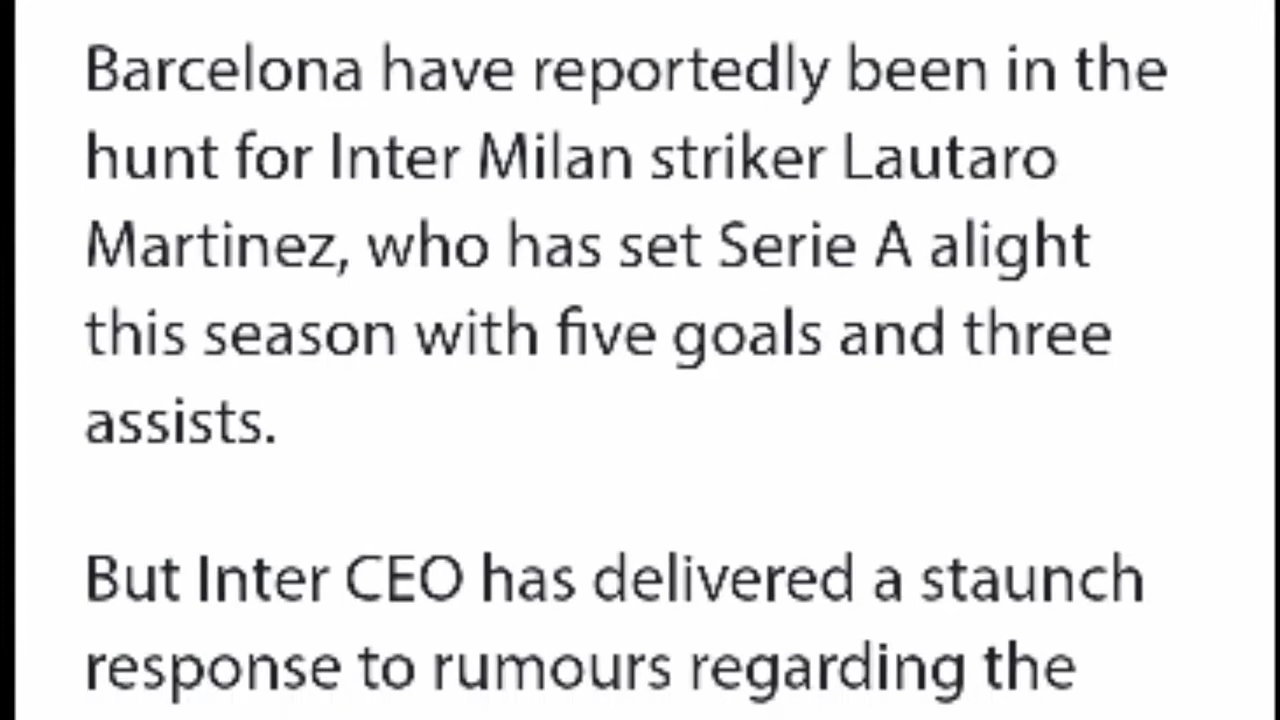 Barcelona have reportedly been in the
hunt for Inter Milan striker Lautaro
Martinez, who has set Serie A alight
this season with five goals and three
assists.
But Inter CEO has delivered a staunch
response to rumours regarding the